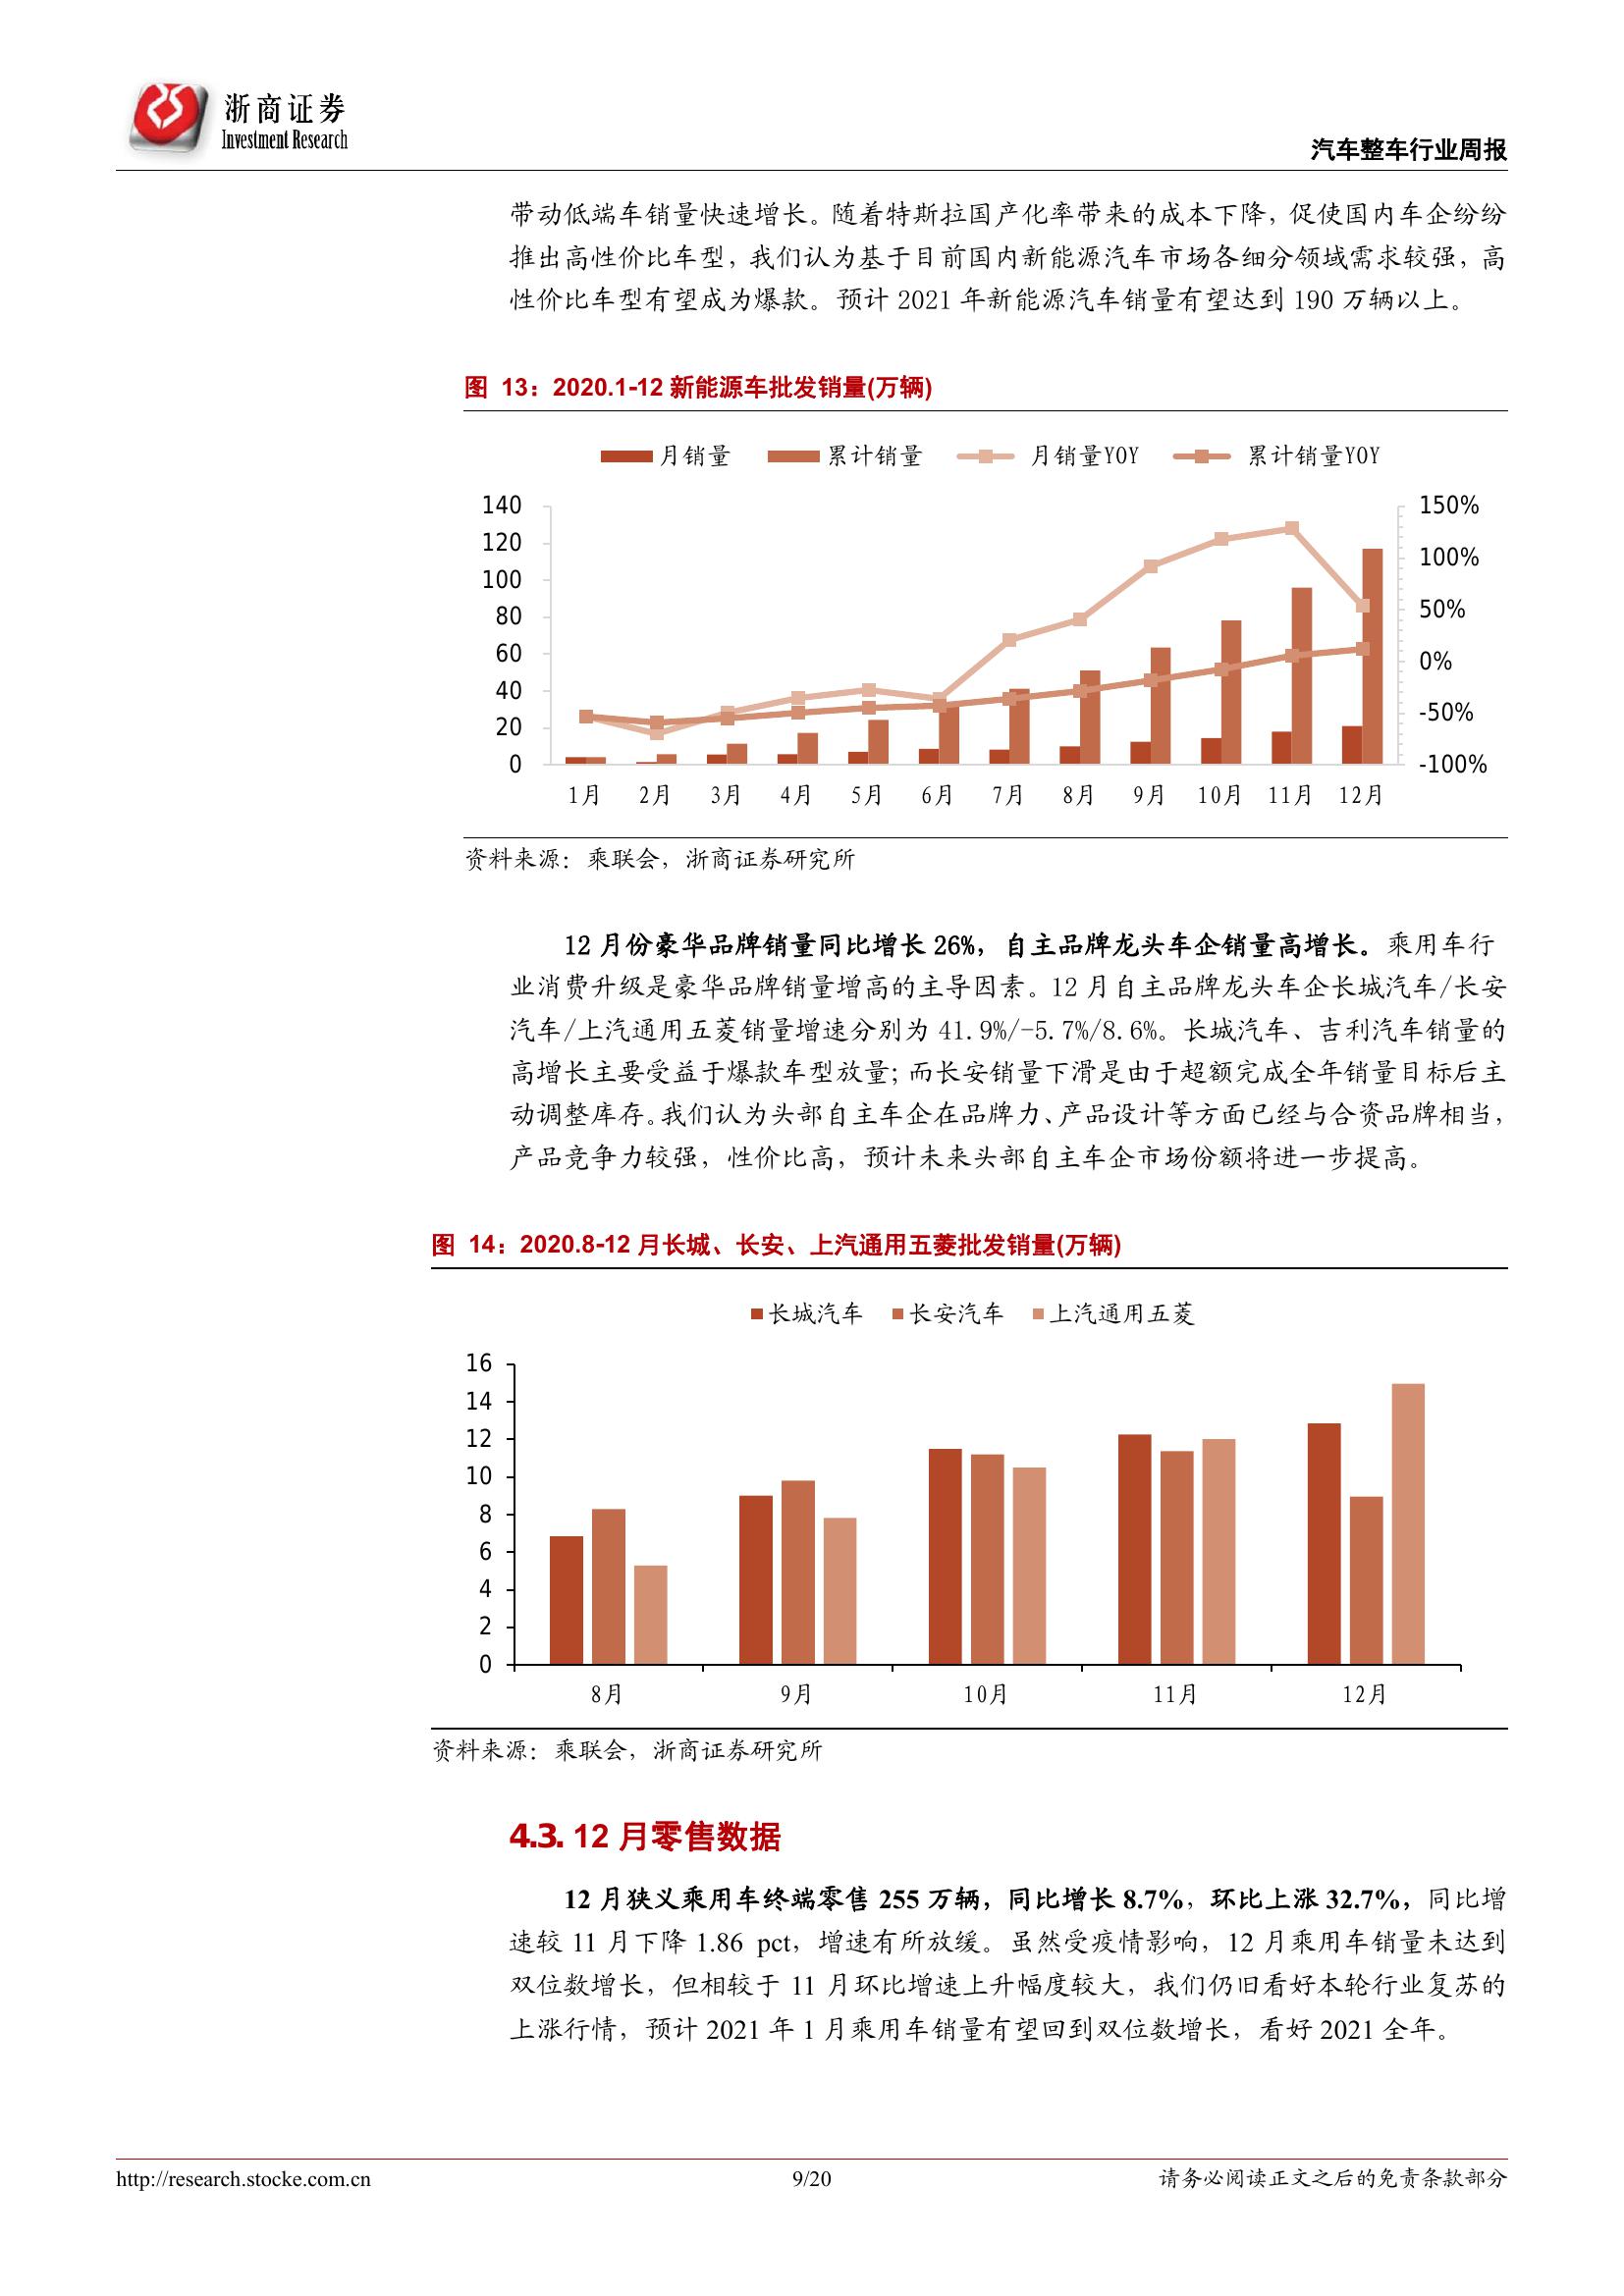 浙商证券
Investment Research
汽车整车行业周报
带动低端车销量快速增长。随着特斯拉国产化率带来的成本下降，促使国内车企纷纷
推出高性价比车型，我们认为基于目前国内新能源汽车市场各细分领域需求较强，高
性价比车型有望成为爆款。预计 2021 年新能源汽车销量有望达到 190 万辆以上。
图 13：2020.1-12 新能源车批发销量(万辆)
月销量 累计销量 月销量YOY 累计销量YOY
140 150%
120
100 100%
80 50%
60 0%
40
20 -50%
0 -100%
1月 2月 3月 4月 5月 6月 7月 8月 9月 10月 11月 12月
资料来源：乘联会，浙商证券研究所
12 月份豪华品牌销量同比增长 26%，自主品牌龙头车企销量高增长。乘用车行
业消费升级是豪华品牌销量增高的主导因素。12 月自主品牌龙头车企长城汽车/长安
汽车/上汽通用五菱销量增速分别为 41.9%/-5.7%/8.6%。长城汽车、吉利汽车销量的
高增长主要受益于爆款车型放量；而长安销量下滑是由于超额完成全年销量目标后主
动调整库存。我们认为头部自主车企在品牌力、产品设计等方面已经与合资品牌相当，
产品竞争力较强，性价比高，预计未来头部自主车企市场份额将进一步提高。
图 14：2020.8-12 月长城、长安、上汽通用五菱批发销量(万辆)
长城汽车 长安汽车 上汽通用五菱
16
14
12
10
8
6
4
2
0
8月 9月 10月 11月 12月
资料来源：乘联会，浙商证券研究所
4.3. 12 月零售数据
12 月狭义乘用车终端零售 255 万辆，同比增长 8.7%，环比上涨 32.7%，同比增
速较 11 月下降 1.86 pct，增速有所放缓。虽然受疫情影响，12 月乘用车销量未达到
双位数增长，但相较于 11 月环比增速上升幅度较大，我们仍旧看好本轮行业复苏的
上涨行情，预计 2021 年 1 月乘用车销量有望回到双位数增长，看好 2021 全年。
http://research.stocke.com.cn 9/20 请务必阅读正文之后的免责条款部分